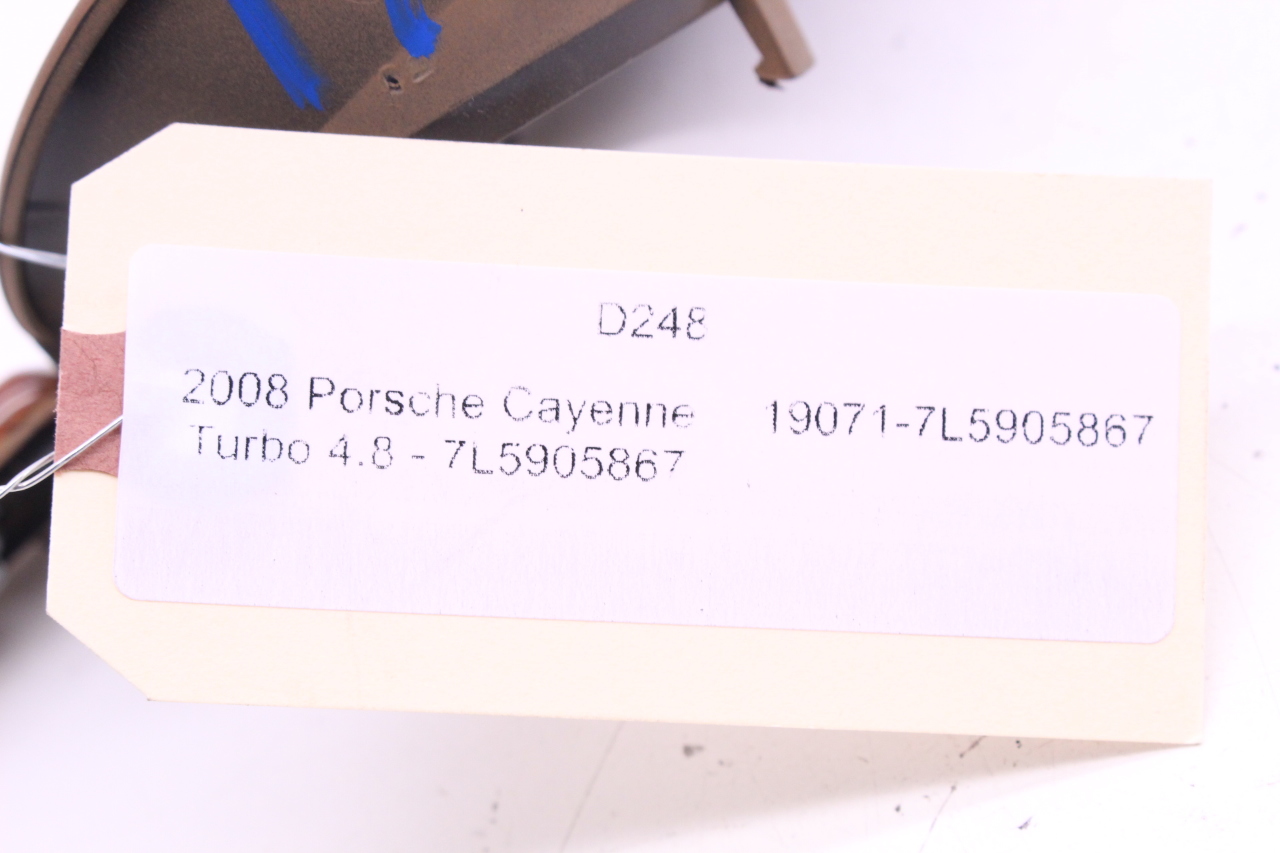 D248
2008 Porsche Cayenne 19071-7L5905867
Turbo 4.8 - 7L5905867